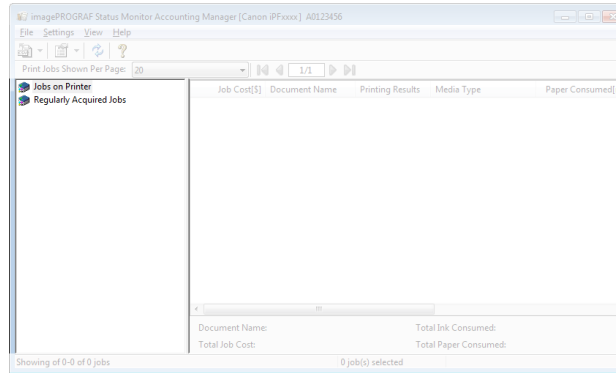 imagePROGRAF Status Monitor Accounting Manager [Canon iPFxxxx] A0123456
File Settings View Help
Print Jobs Shown Per Page: 20 1/1
Jobs on Printer
Regularly Acquired Jobs
Job Cost[$] Document Name Printing Results Media Type Paper Consumed[
Document Name: Total Ink Consumed:
Total Job Cost: Total Paper Consumed:
Showing of 0-0 of 0 jobs 0 job(s) selected